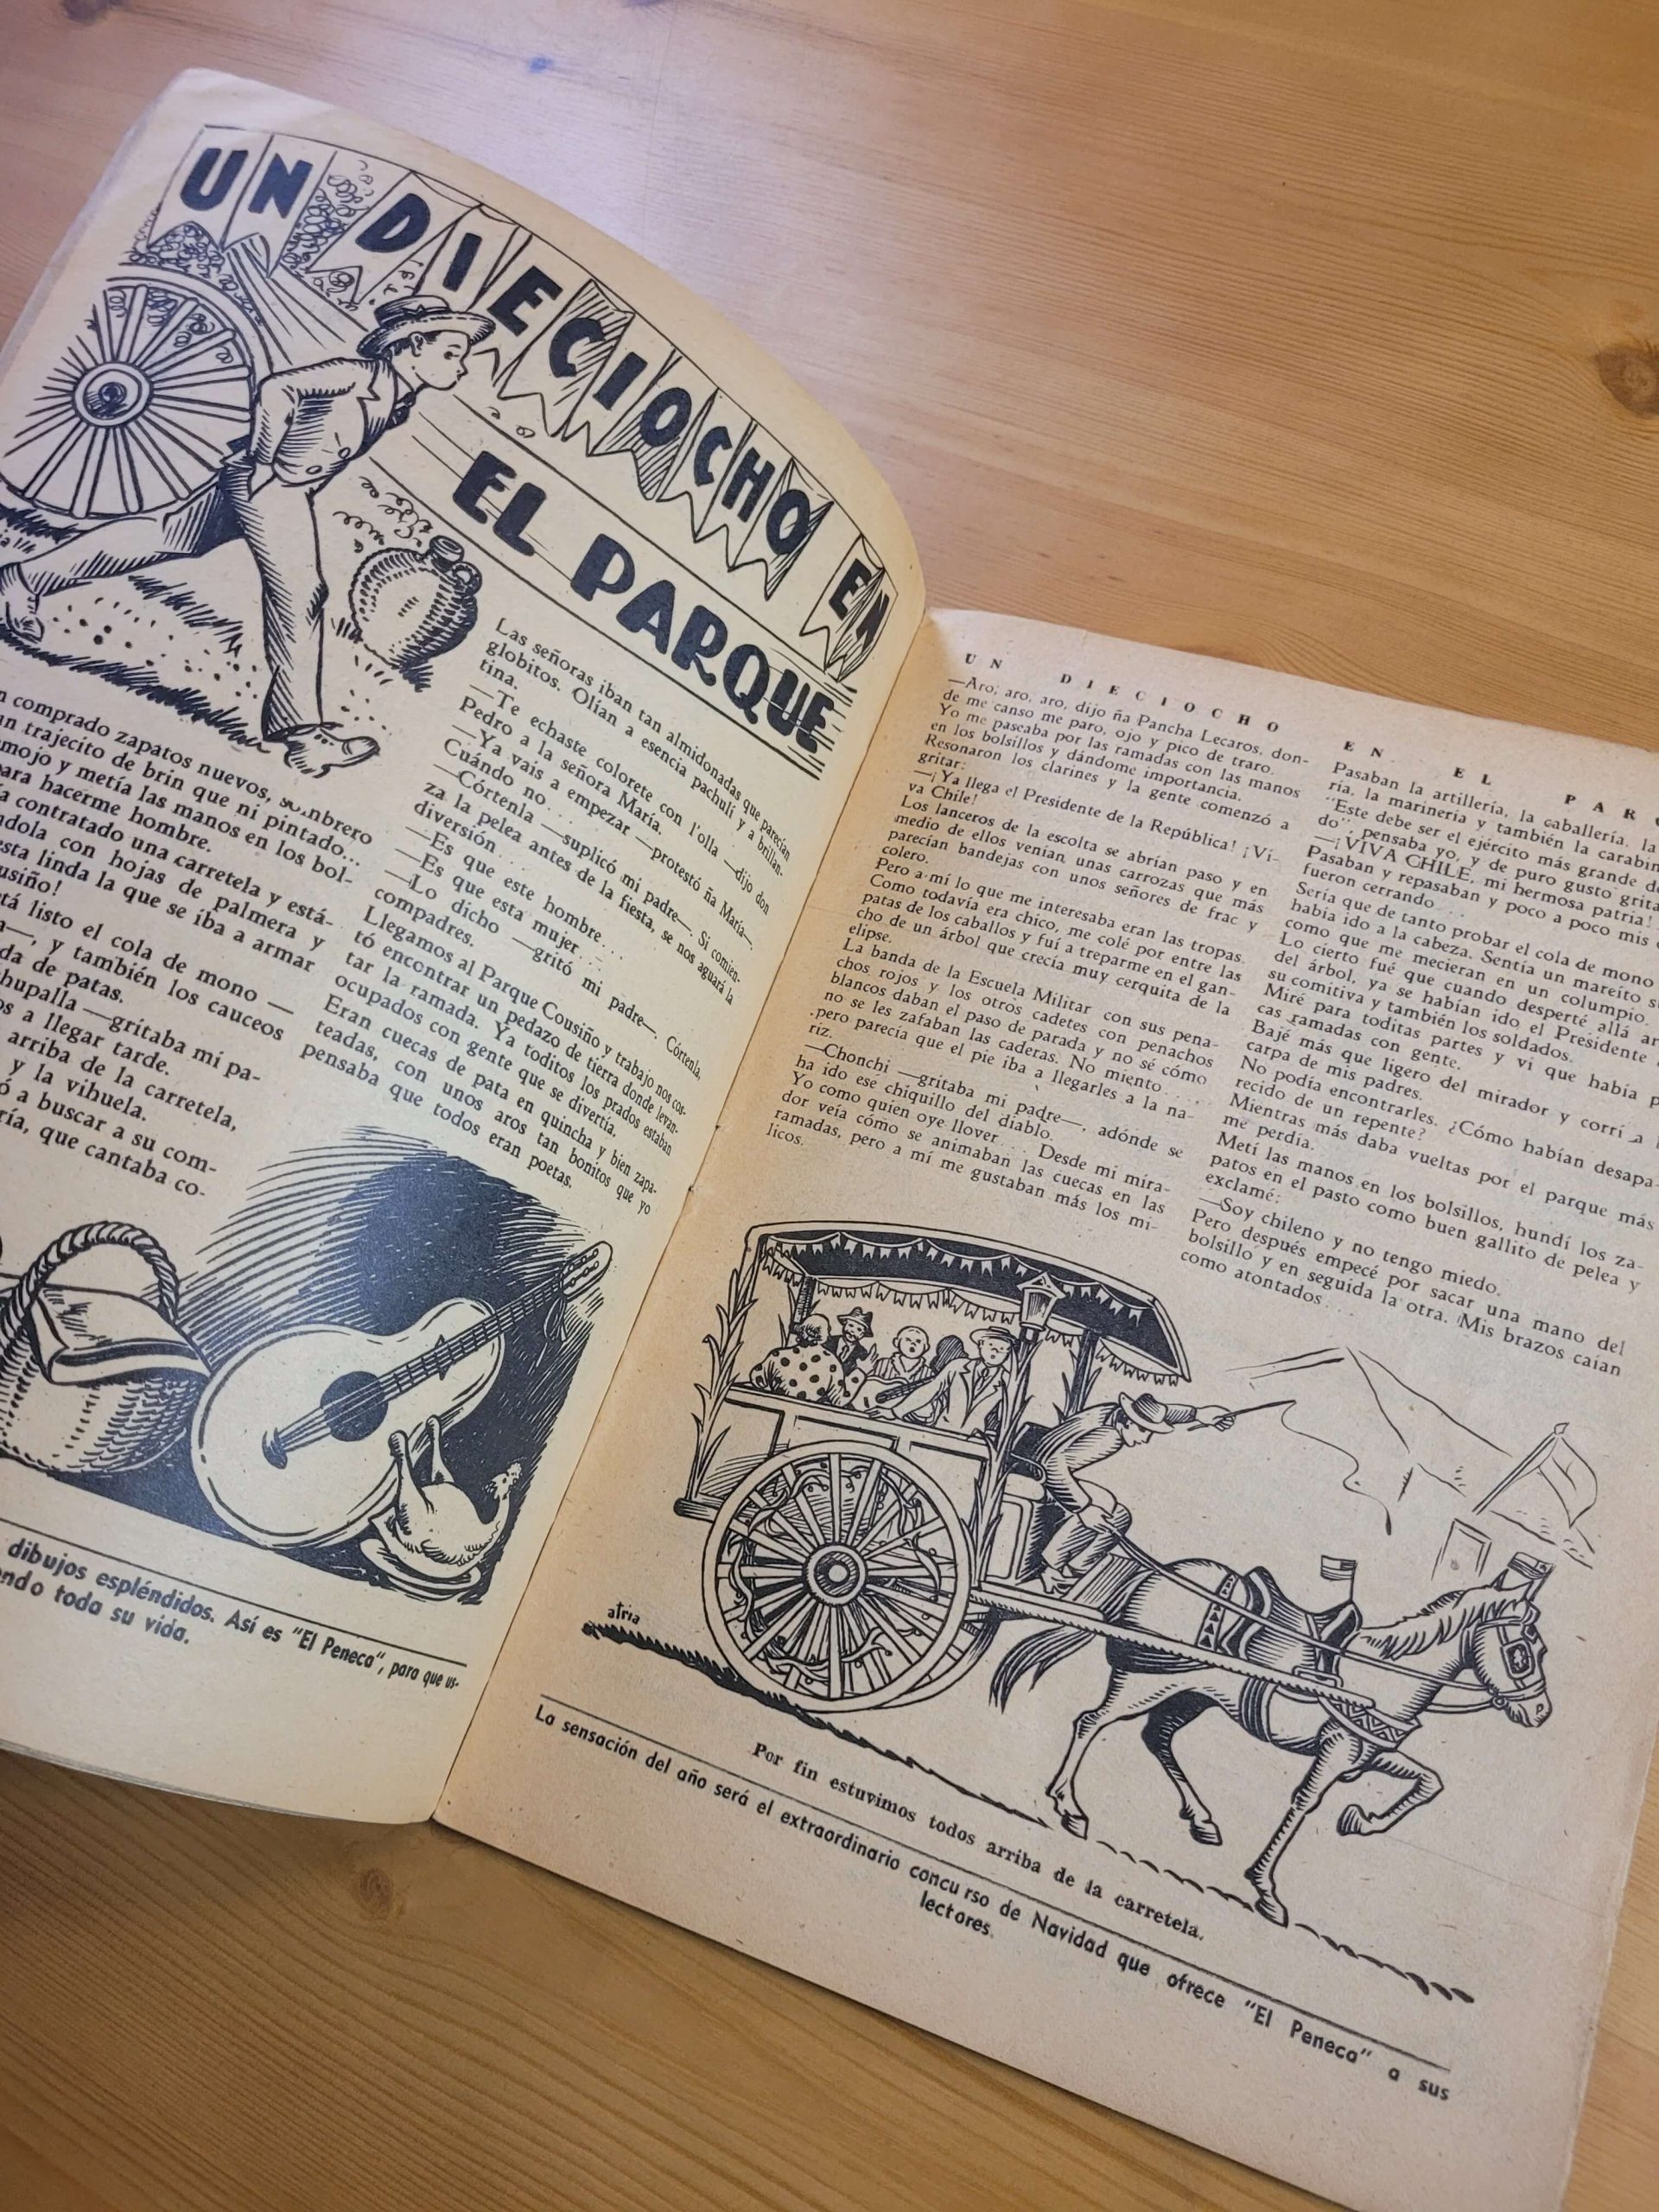 UN DIECIOCHO EN
EL PARQUE
n comprado zapatos nuevos, sombrero
un trajecito de brin que ni pintado...
mojo y metía las manos en los bol-
para hacerme hombre.
ía contratado una carretela y está-
ndola con hojas de palmera y
esta linda la que se iba a armar
usiño!
tá listo el cola de mono —
a—, y también los cauceos
da de patas.
hupalla —gritaba mi pa-
os a llegar tarde.
arriba de la carretela,
y la vihuela.
ó a buscar a su com-
ría, que cantaba co-
Las señoras iban tan almidonadas que parecían
globitos. Olían a esencia pachulí y a brillan-
tina.
—Te echaste colorete con l'olla —dijo don
Pedro a la señora María.
—Ya vais a empezar —protestó ña María—.
Cuándo no...
—Córtenla —suplicó mi padre—. Si comien-
za la pelea antes de la fiesta, se nos aguará la
diversión...
—Es que este hombre...
—Es que esta mujer...
—Lo dicho —gritó mi padre—. Córtenla,
compadres.
Llegamos al Parque Cousiño y trabajo nos cos-
tó encontrar un pedazo de tierra donde levan-
tar la ramada. Ya toditos los prados estaban
ocupados con gente que se divertía.
Eran cuecas de pata en quincha y bien zapa-
teadas, con unos aros tan bonitos que yo
pensaba que todos eran poetas.
dibujos espléndidos. Así es "El Peneca", para que us-
ndo toda su vida.
UN DIECIOCHO EN EL PAR
—Aro, aro, aro, dijo ña Pancha Lecaros, don-
de me canso me paro, ojo y pico de traro.
Yo me paseaba por las ramadas con las manos
en los bolsillos y dándome importancia.
Resonaron los clarines y la gente comenzó a
gritar:
—¡Ya llega el Presidente de la República! ¡Vi-
va Chile!
Los lanceros de la escolta se abrían paso y en
medio de ellos venían unas carrozas que más
parecían bandejas con unos señores de frac y
colero.
Pero a mí lo que me interesaba eran las tropas.
Como todavía era chico, me colé por entre las
patas de los caballos y fuí a treparme en el gan-
cho de un árbol que crecía muy cerquita de la
elipse.
La banda de la Escuela Militar con sus pena-
chos rojos y los otros cadetes con penachos
blancos daban el paso de parada y no sé cómo
no se les zafaban las caderas. No miento....
pero parecía que el pie iba a llegarles a la na-
riz.
—Chonchi —gritaba mi padre—, adónde se
ha ido ese chiquillo del diablo.
Yo como quien oye llover... Desde mi mira-
dor veía cómo se animaban las cuecas en las
ramadas, pero a mí me gustaban más los mi-
licos.
Pasaban la artillería, la caballería, la
ría, la marinería y también la carabin
"Este debe ser el ejército más grande de
do", pensaba yo, y de puro gusto grita
—¡VIVA CHILE, mi hermosa patria!
Pasaban y repasaban y poco a poco mis
fueron cerrando...
Sería que de tanto probar el cola de mono
había ido a la cabeza. Sentía un mareíto s
como que me mecieran en un columpio.
Lo cierto fué que cuando desperté allá ar
del árbol, ya se habían ido el Presidente
su comitiva y también los soldados.
Miré para toditas partes y vi que había p
cas ramadas con gente.
Bajé más que ligero del mirador y corrí a
carpa de mis padres.
No podía encontrarles. ¿Cómo habían desapa-
recido de un repente?
Mientras más daba vueltas por el parque más
me perdía.
Metí las manos en los bolsillos, hundí los za-
patos en el pasto como buen gallito de pelea y
exclamé:
—Soy chileno y no tengo miedo.
Pero después empecé por sacar una mano del
bolsillo y en seguida la otra. Mis brazos caían
como atontados...
atria
Por fin estuvimos todos arriba de la carretela.
La sensación del año será el extraordinario concurso de Navidad que ofrece "El Peneca" a sus
lectores.